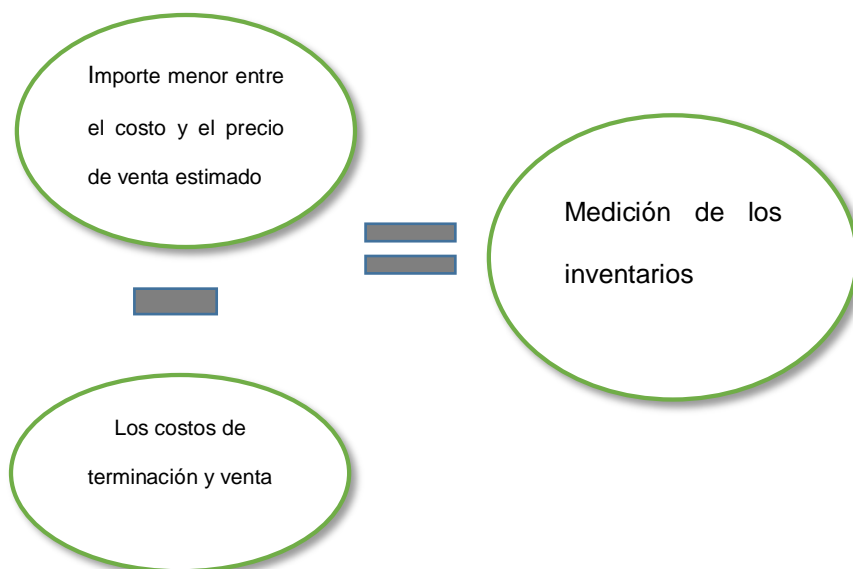 Importe menor entre
el costo y el precio
de venta estimado
Medición de los
inventarios
Los costos de
terminación y venta